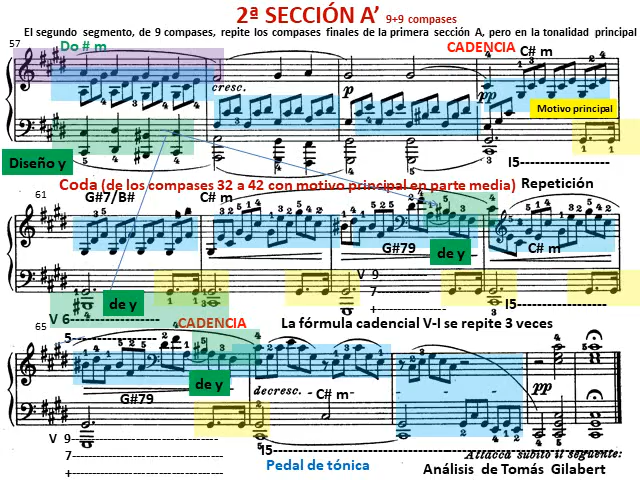 2ª SECCIÓN A’ 9+9 compases
El segundo segmento, de 9 compases, repite los compases finales de la primera sección A, pero en la tonalidad principal
57
Do # m
CADENCIA C# m
cresc.
p
pp
Motivo principal
Diseño y
I5--------------------
Coda (de los compases 32 a 42 con motivo principal en parte media) Repetición
61
G#7/B#
C# m
G#79
de y
C# m
de y
V 6--------------------
5--------------------
V 9
7--------------------
+--------------------
I5--------------------
65
CADENCIA
La fórmula cadencial V-I se repite 3 veces
G#79
de y
decresc.
C# m
pp
V 9--------------------
7--------------------
+--------------------
I5--------------------
Pedal de tónica
Attacca subito il seguente:
Análisis de Tomás Gilabert